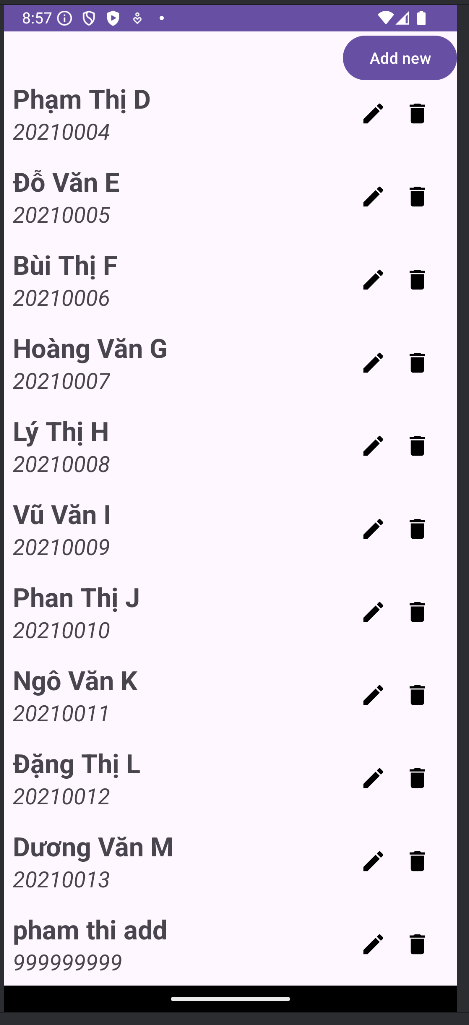 8:57
Add new
Phạm Thị D
20210004
Đỗ Văn E
20210005
Bùi Thị F
20210006
Hoàng Văn G
20210007
Lý Thị H
20210008
Vũ Văn I
20210009
Phan Thị J
20210010
Ngô Văn K
20210011
Đặng Thị L
20210012
Dương Văn M
20210013
pham thi add
999999999